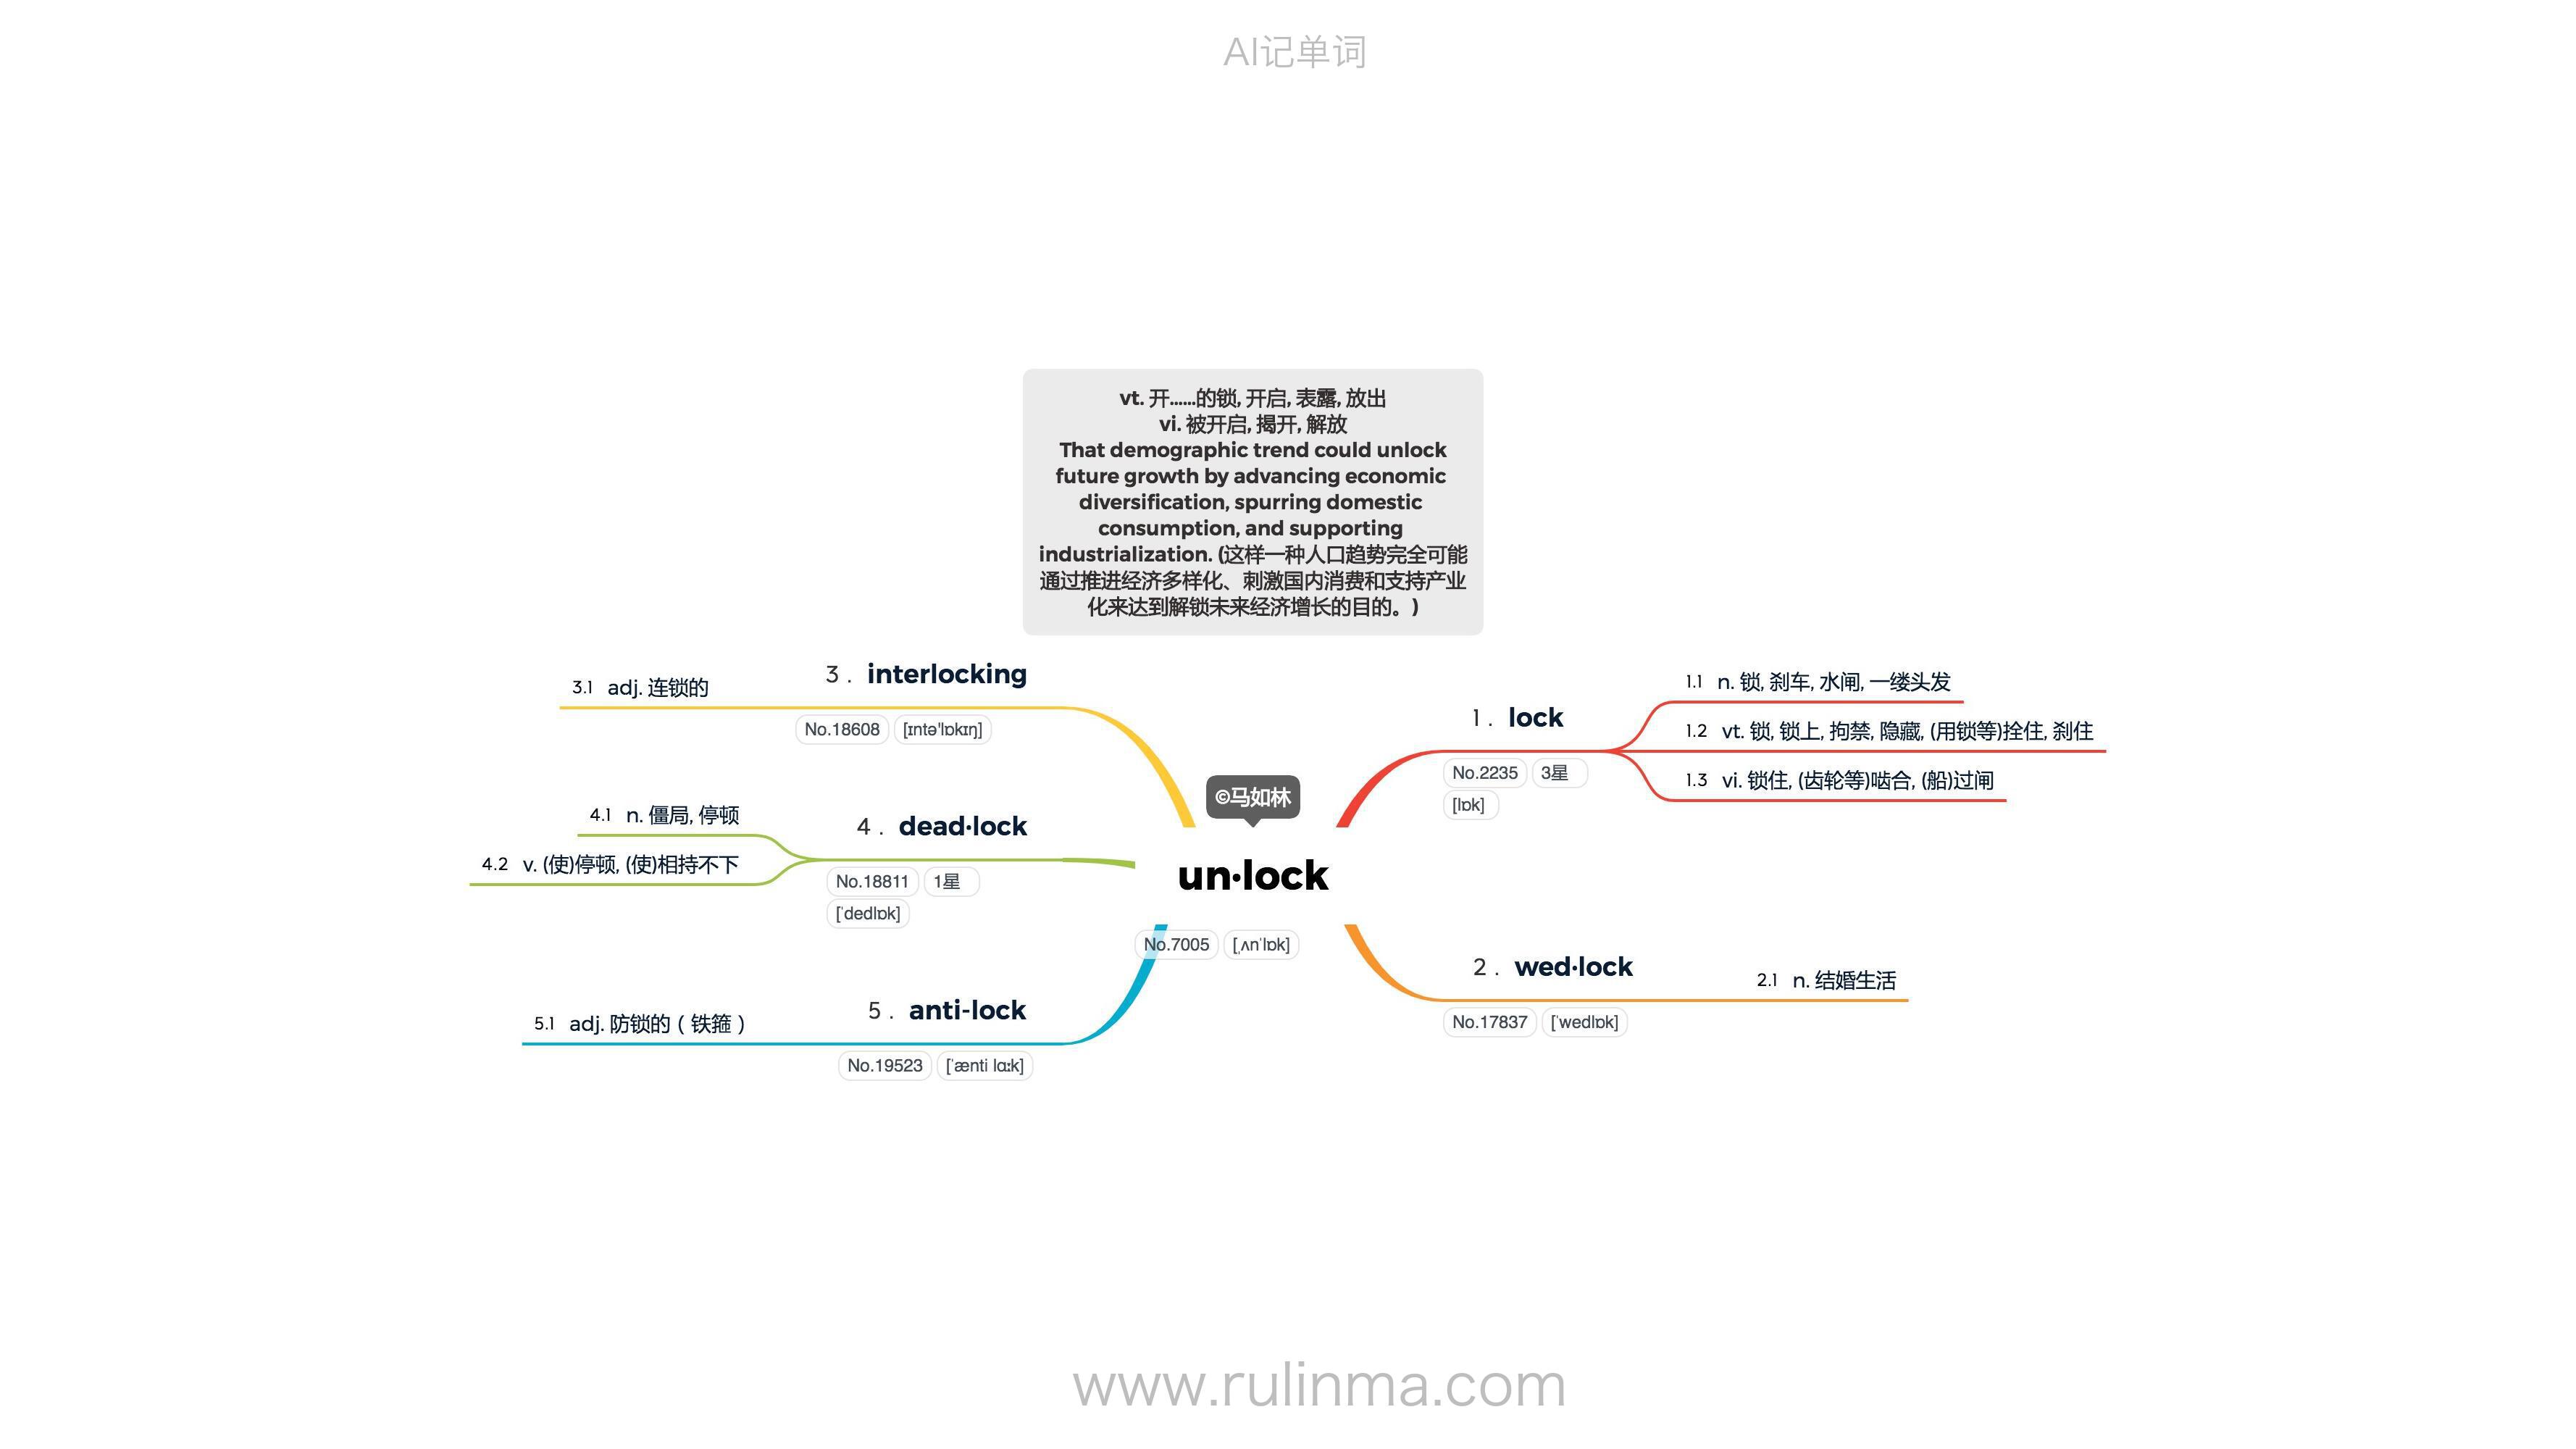 AI记单词
vt. 开……的锁, 开启, 表露, 放出
vi. 被开启, 揭开, 解放
That demographic trend could unlock
future growth by advancing economic
diversification, spurring domestic
consumption, and supporting
industrialization. (这样一种人口趋势完全可能
通过推进经济多样化、刺激国内消费和支持产业
化来达到解锁未来经济增长的目的。)
©马如林
un·lock
No.7005 [ˌʌnˈlɒk]
1 . lock
No.2235 3星
[lɒk]
1.1 n. 锁, 刹车, 水闸, 一缕头发
1.2 vt. 锁, 锁上, 拘禁, 隐藏, (用锁等)拴住, 刹住
1.3 vi. 锁住, (齿轮等)啮合, (船)过闸
2 . wed·lock
No.17837 [ˈwedlɒk]
2.1 n. 结婚生活
3 . interlocking
No.18608 [ɪntə'lɒkɪŋ]
3.1 adj. 连锁的
4 . dead·lock
No.18811 1星
[ˈdedlɒk]
4.1 n. 僵局, 停顿
4.2 v. (使)停顿, (使)相持不下
5 . anti-lock
No.19523 [ˈænti lɑːk]
5.1 adj. 防锁的（铁箍）
www.rulinma.com